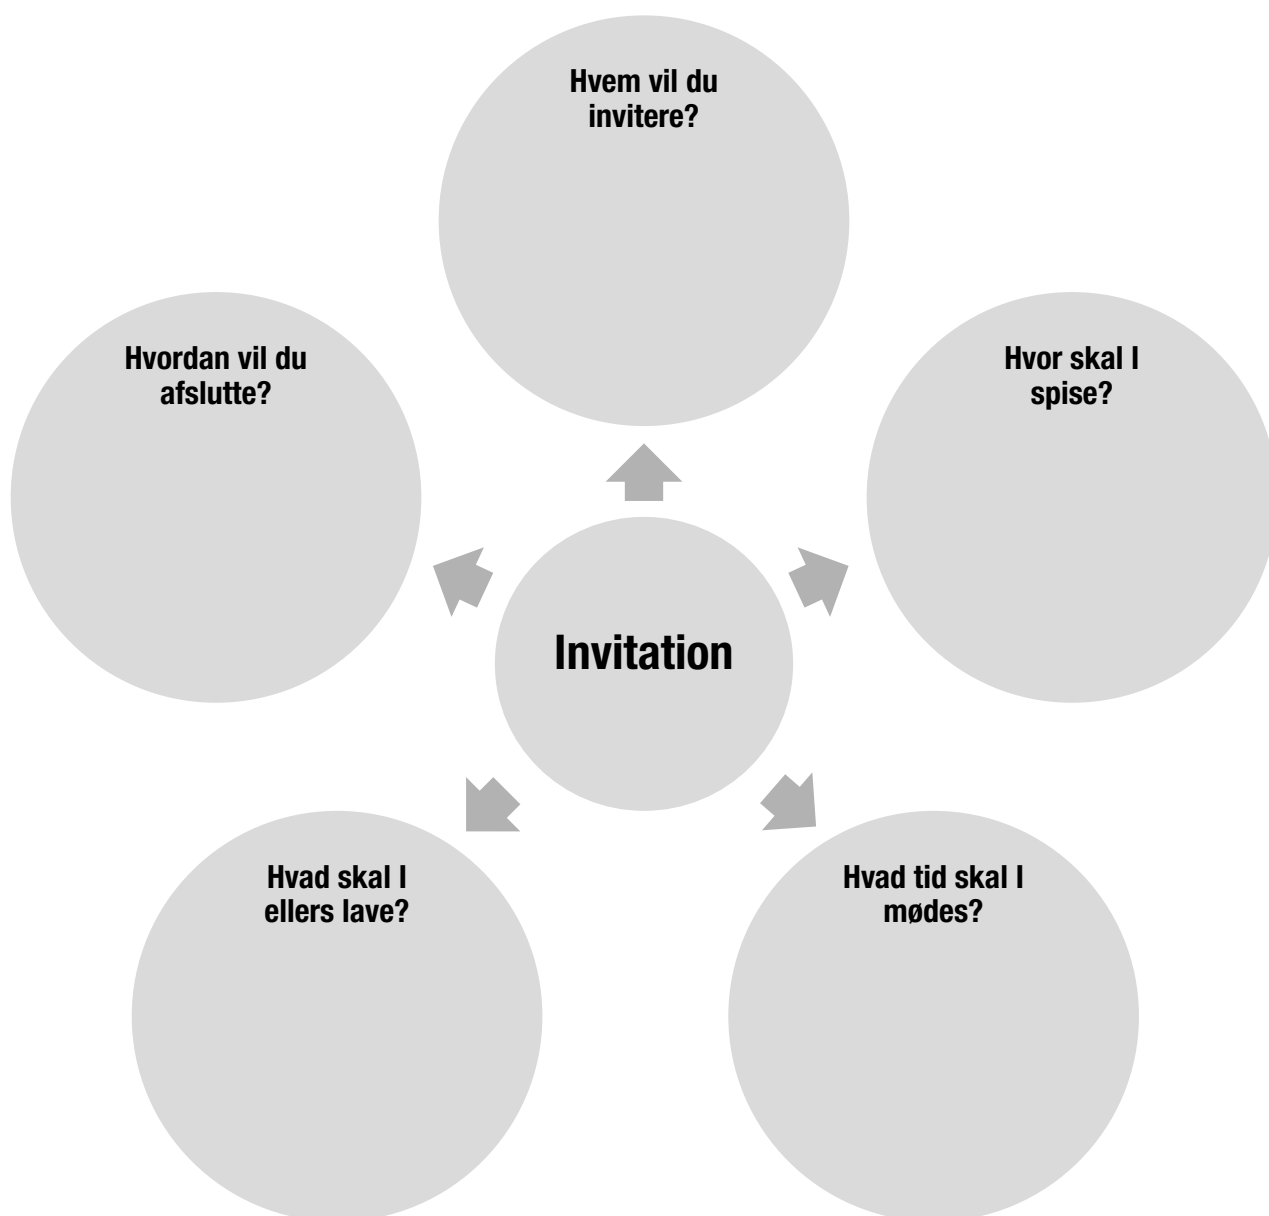 Hvem vil du
invitere?
Hvordan vil du
afslutte?
Hvor skal I
spise?
Invitation
Hvad skal I
ellers lave?
Hvad tid skal I
mødes?